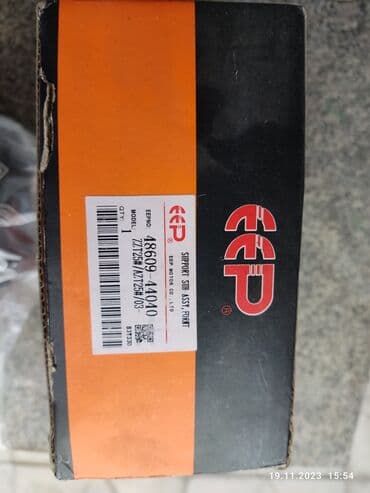 EEP
®
EEP
®
SUPPORT SUB-ASSY,FRONT
EEP MOTOR CO.,LTD
EEPNO. 48609-44040
MODEL: ZZT25#/AZT25#/03-
QTY: 1
19.11.2023 15:54